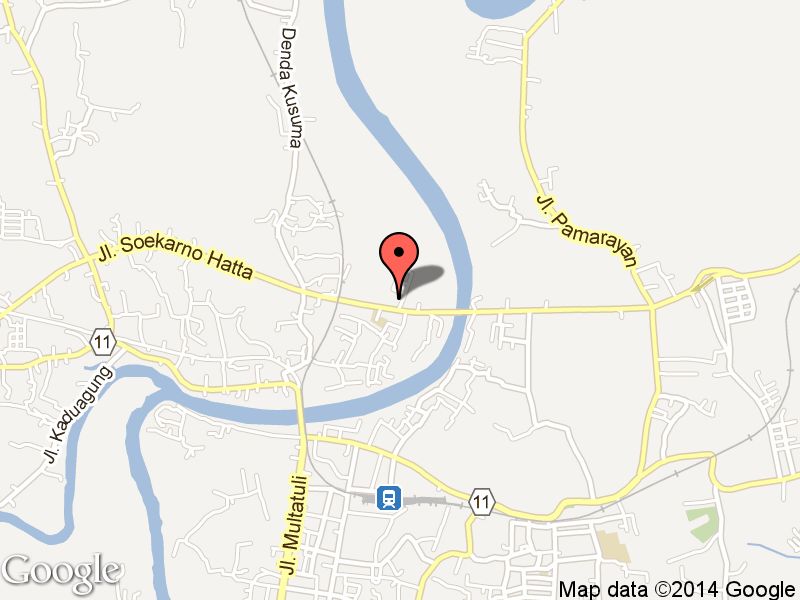 Denda Kusuma
Jl. Pamarayan
Jl. Soekarno Hatta
11
Jl. Kaduagung
Jl. Multatuli
11
Google
Map data ©2014 Google